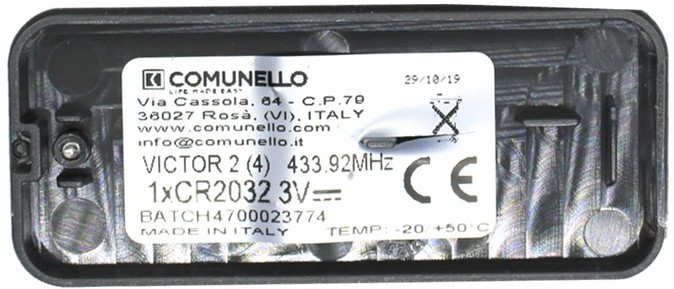 COMUNELLO
LIFE MADE EASY
29/10/19
Via Cassola, 64 - C.P.79
36027 Rosà, (VI), ITALY
www.comunello.com
info@comunello.it
VICTOR 2 (4) 433.92MHz
1xCR2032 3V
CE
BATCH4700023774
MADE IN ITALY TEMP: -20/+50°C